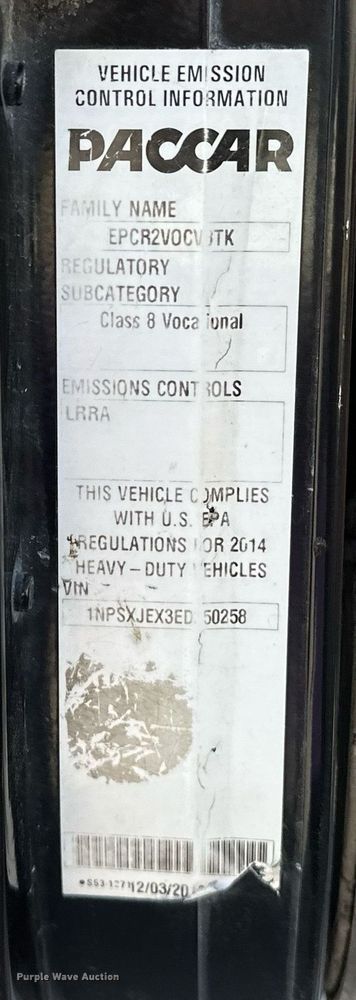 VEHICLE EMISSION
CONTROL INFORMATION
PACCAR
FAMILY NAME
REGULATORY
SUBCATEGORY
Class 8
EMISSIONS CONTROLS
LRRA
THIS VEHICLE COMPLIES
WITH U.S. EPA
REGULATIONS FOR 2014
HEAVY-DUTY VEHICLES
VIN
Purple Wave Auction